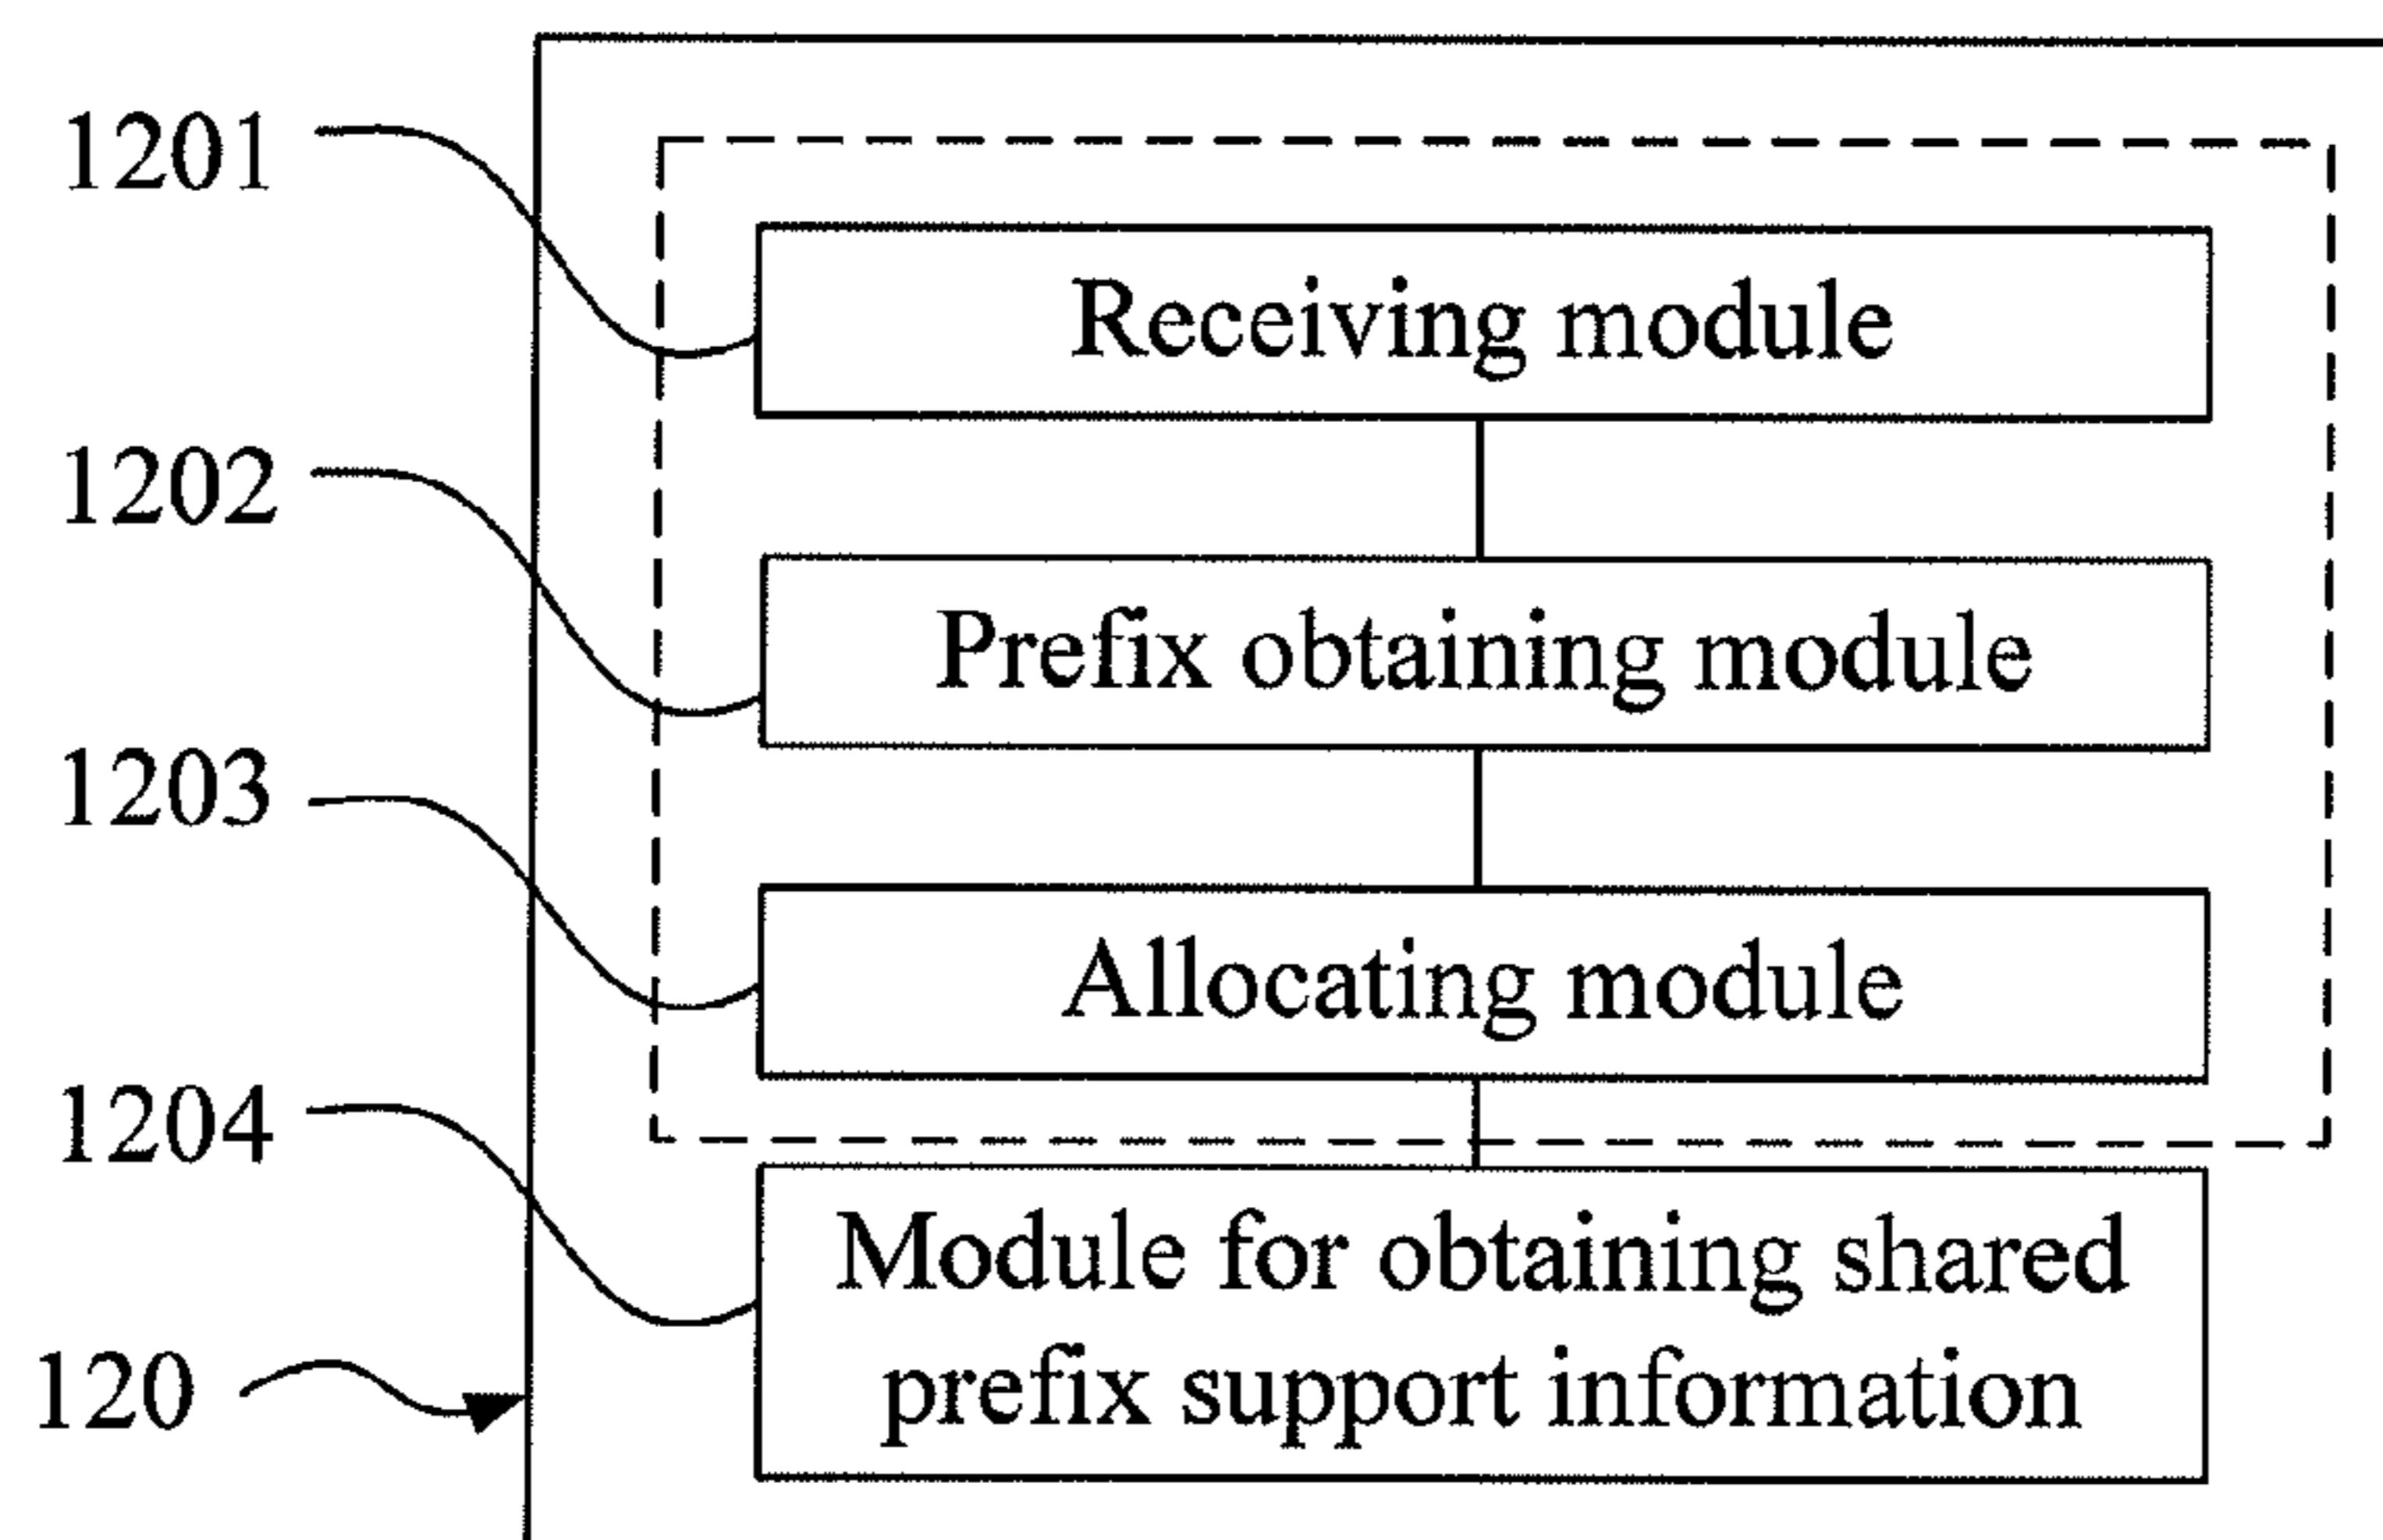 1201
Receiving module
1202
Prefix obtaining module
1203
Allocating module
1204
Module for obtaining shared
prefix support information
120